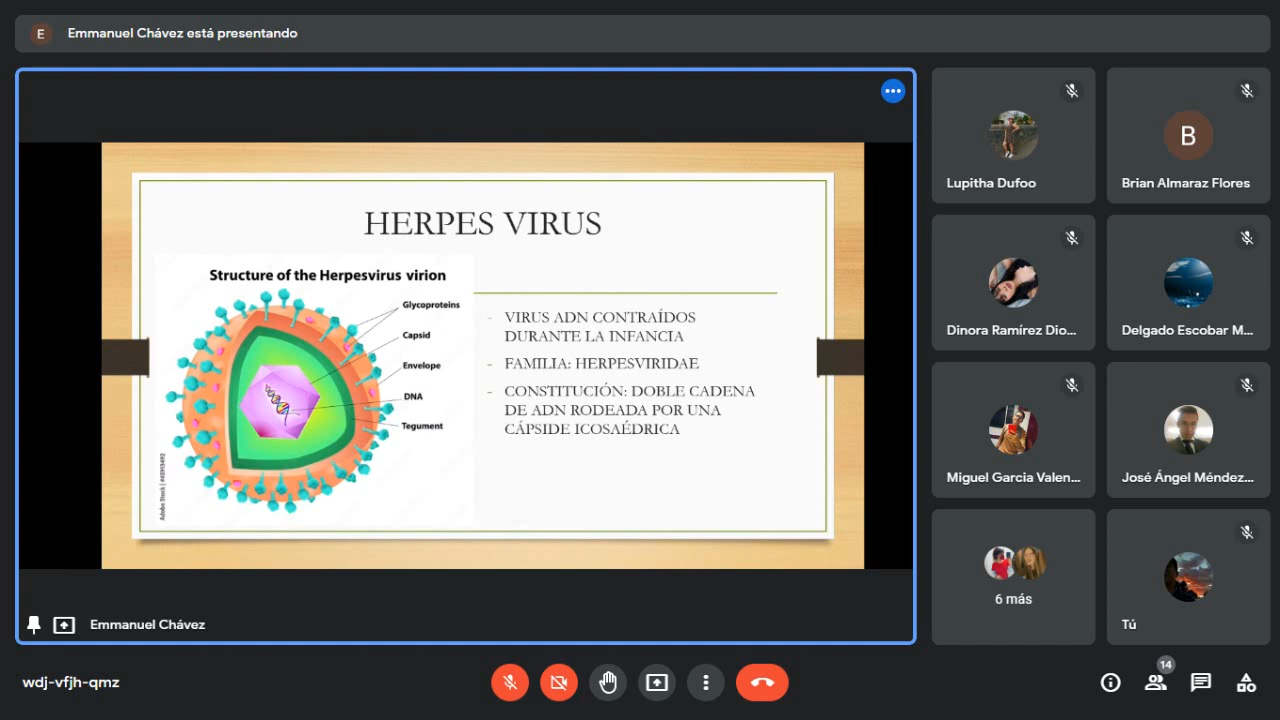 E
Emmanuel Chávez está presentando
HERPES VIRUS
Structure of the Herpesvirus virion
Glycoproteins
Capsid
Envelope
DNA
Tegument
Adobe Stock | #48913492
- VIRUS ADN CONTRAÍDOS
DURANTE LA INFANCIA
- FAMILIA: HERPESVIRIDAE
- CONSTITUCIÓN: DOBLE CADENA
DE ADN RODEADA POR UNA
CÁPSIDE ICOSAÉDRICA
Emmanuel Chávez
Lupitha Dufoo
B
Brian Almaraz Flores
Dinora Ramírez Dio...
Delgado Escobar M...
Miguel Garcia Valen...
José Ángel Méndez...
6 más
Tú
wdj-vfjh-qmz
14